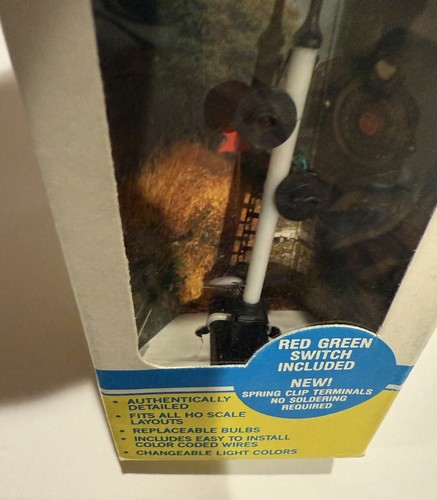 RED GREEN
SWITCH
INCLUDED
NEW!
SPRING CLIP TERMINALS
NO SOLDERING
REQUIRED
• AUTHENTICALLY
DETAILED
• FITS ALL HO SCALE
LAYOUTS
• REPLACEABLE BULBS
• INCLUDES EASY TO INSTALL
COLOR CODED WIRES
• CHANGEABLE LIGHT COLORS